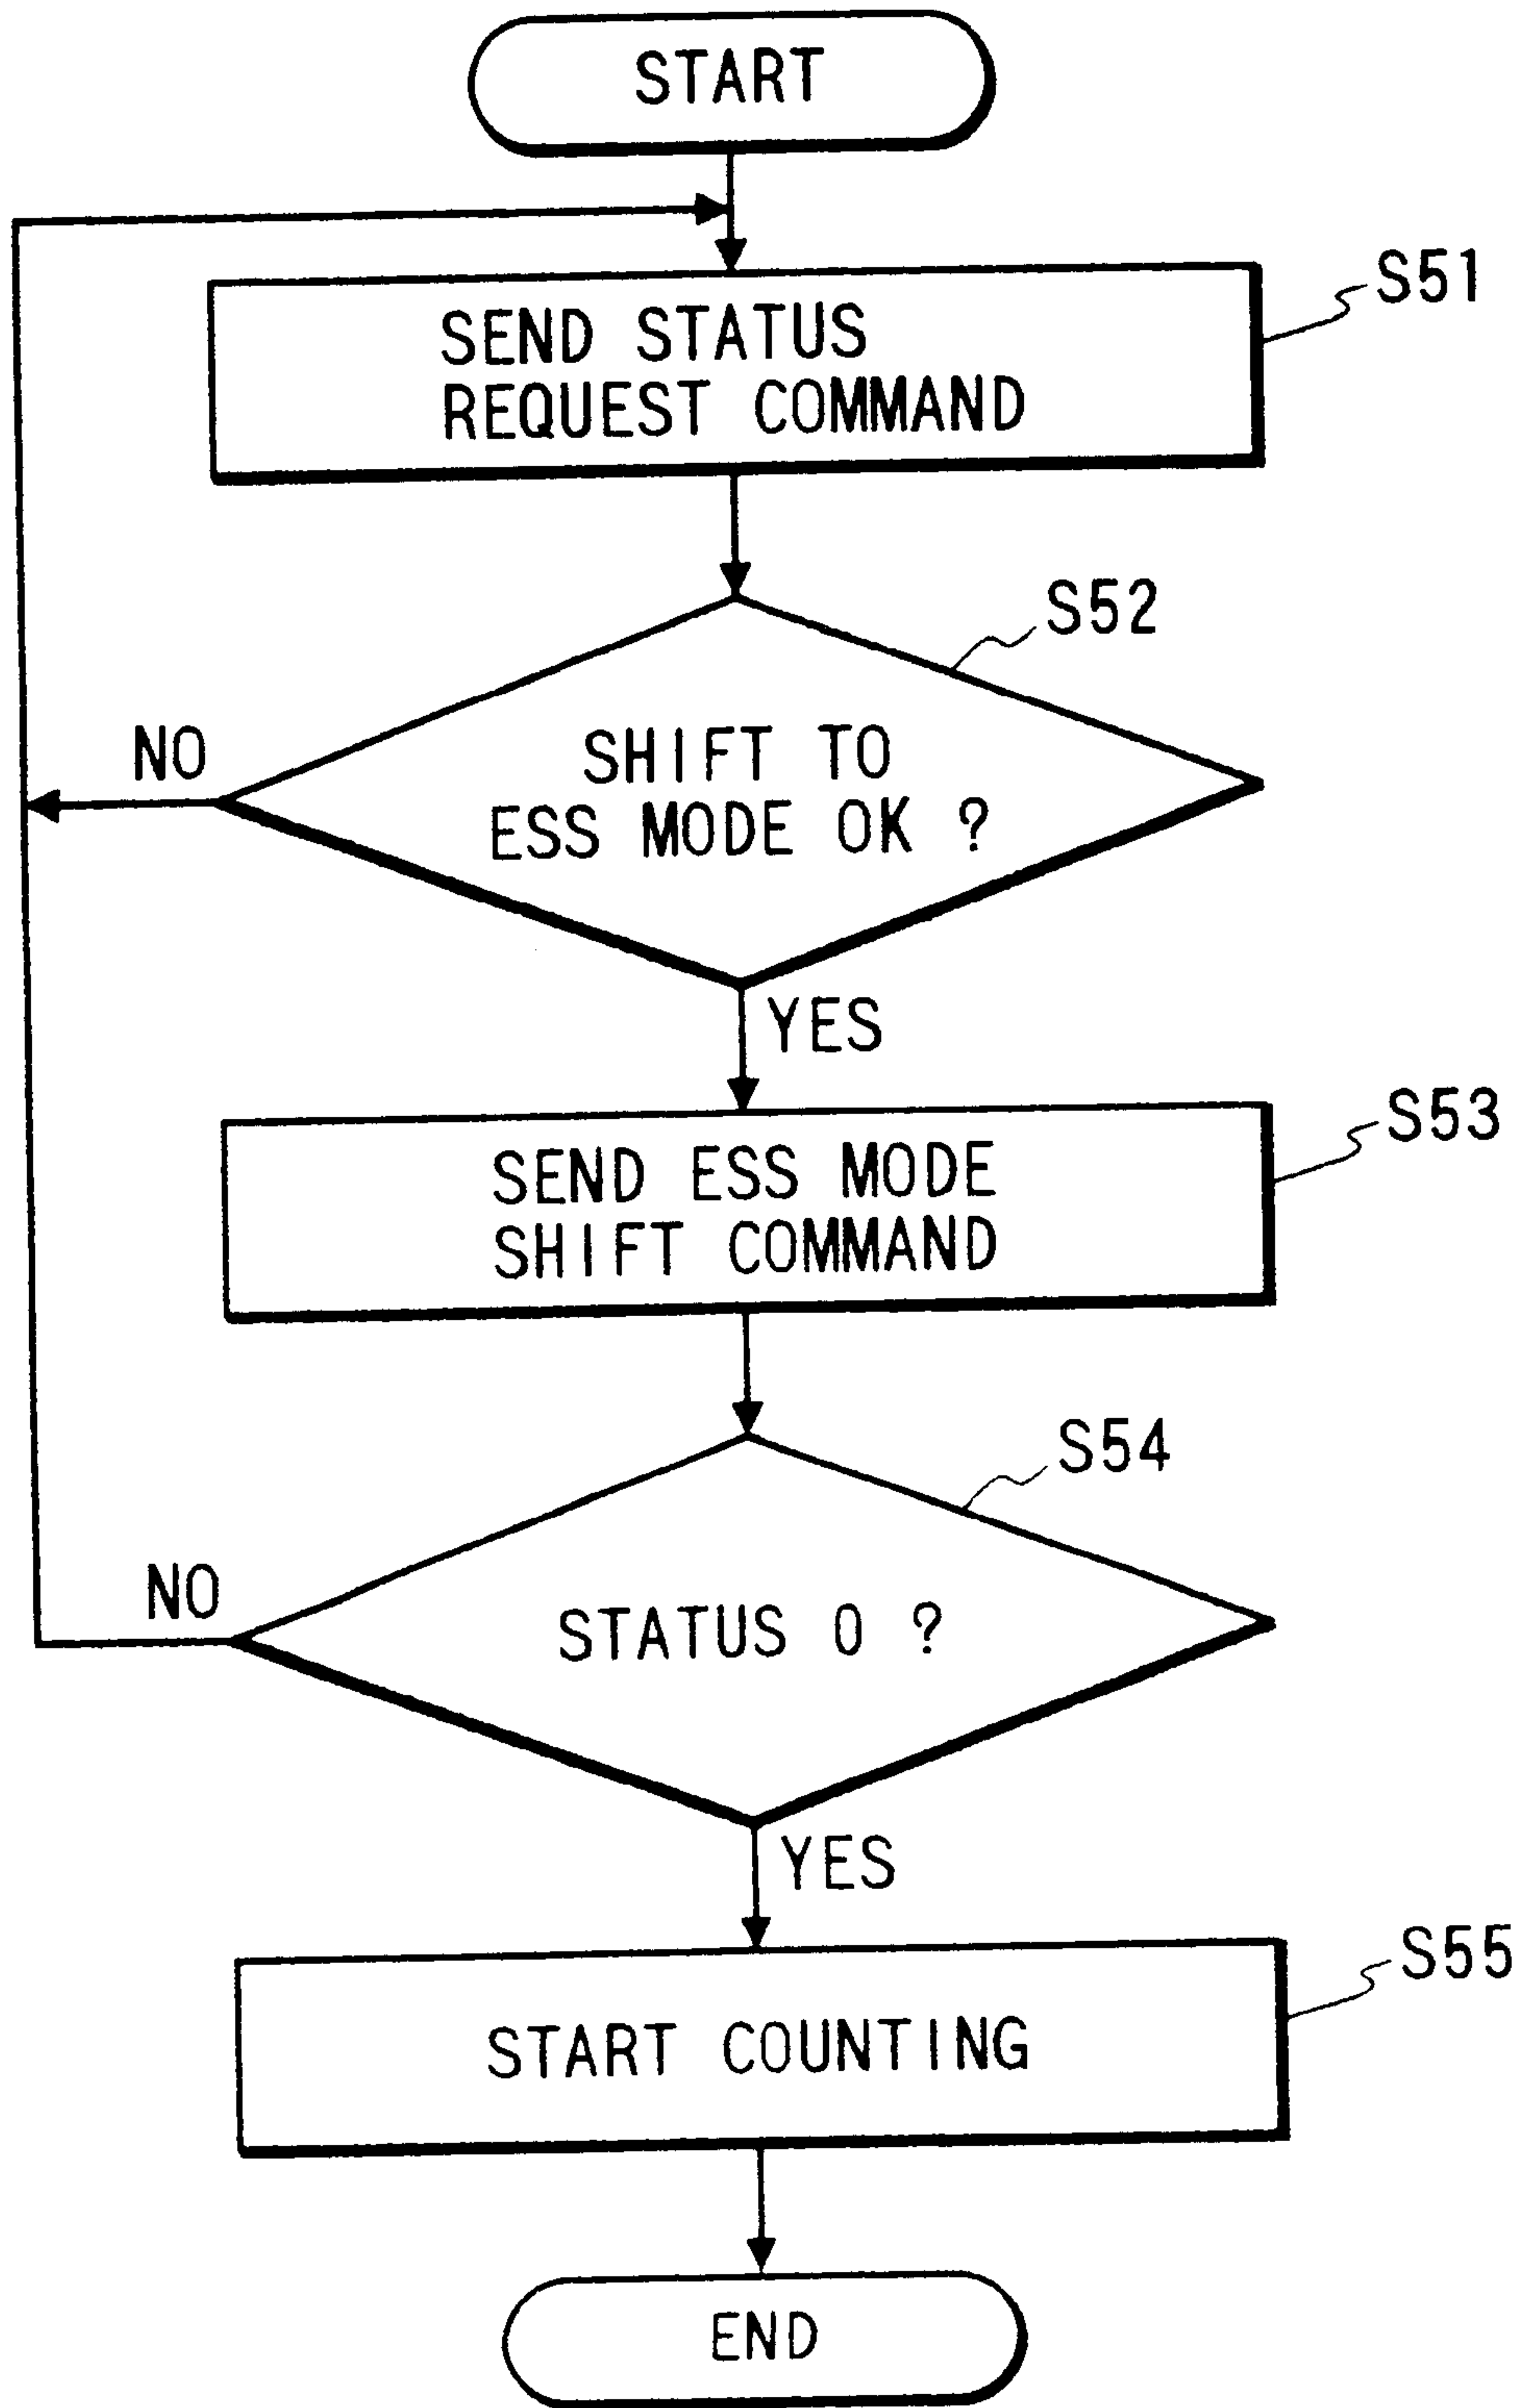 START
S51
SEND STATUS
REQUEST COMMAND
S52
NO
SHIFT TO
ESS MODE OK ?
YES
S53
SEND ESS MODE
SHIFT COMMAND
S54
NO
STATUS 0 ?
YES
S55
START COUNTING
END